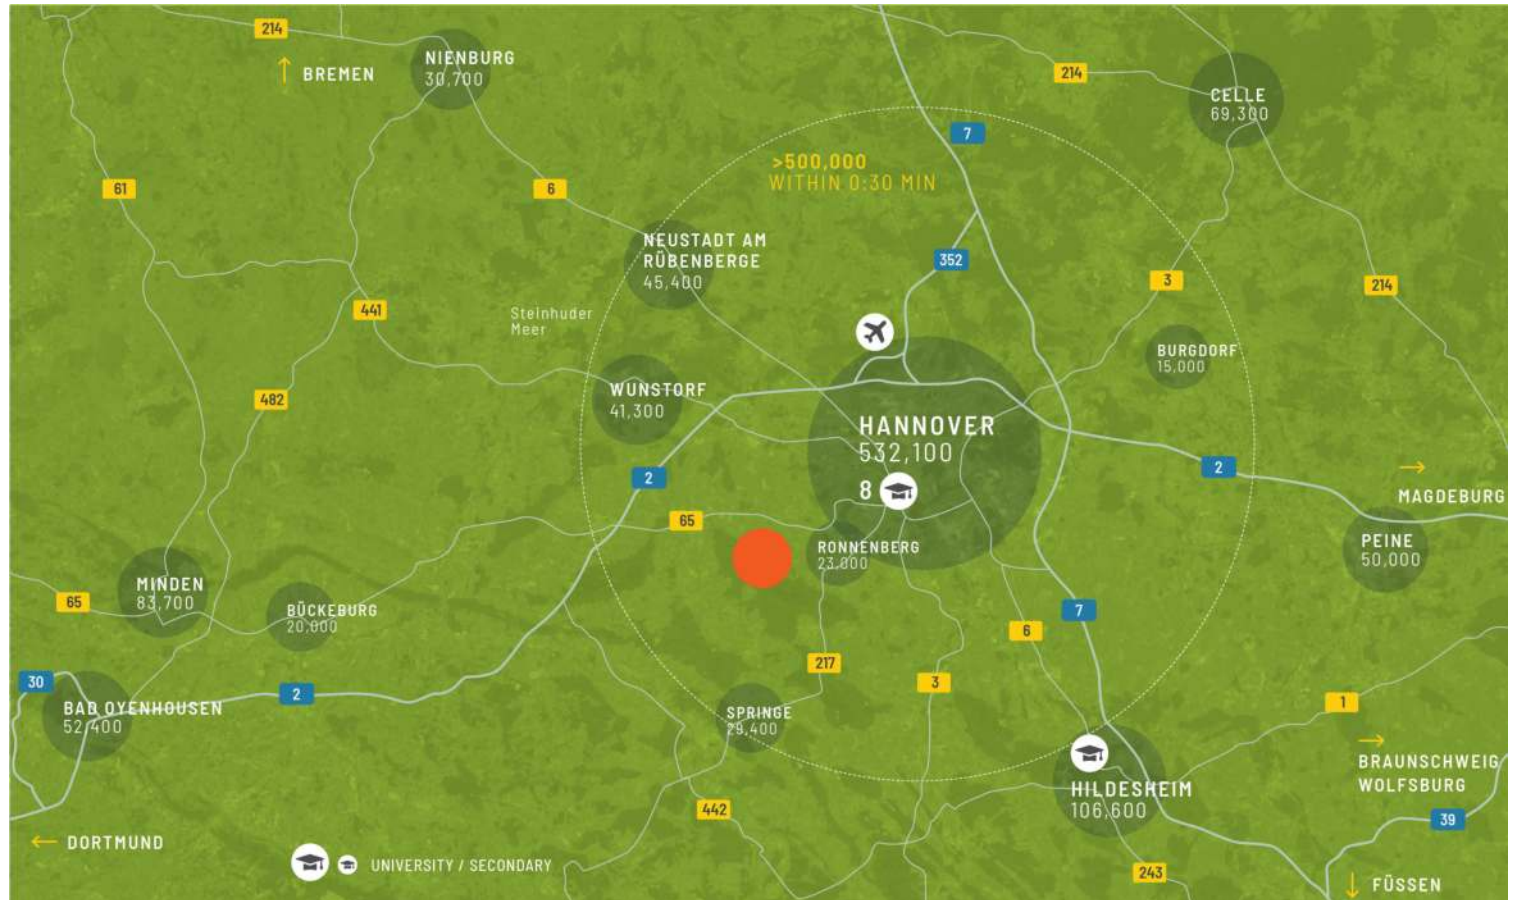 214
BREMEN
NIENBURG
30,700
214
CELLE
69,300
7
>500,000
WITHIN 0:30 MIN
61
6
NEUSTADT AM
RÜBENBERGE
45,400
352
3
214
441
Steinhuder
Meer
BURGDORF
15,000
WUNSTORF
41,300
482
HANNOVER
532,100
8
2
2
MAGDEBURG
65
RONNENBERG
23,000
PEINE
50,000
MINDEN
83,700
65
BÜCKEBURG
20,000
7
6
217
3
30
2
BAD OYENHOUSEN
52,400
SPRINGE
29,400
1
BRAUNSCHWEIG
WOLFSBURG
HILDESHEIM
106,600
442
39
DORTMUND
UNIVERSITY / SECONDARY
243
FÜSSEN